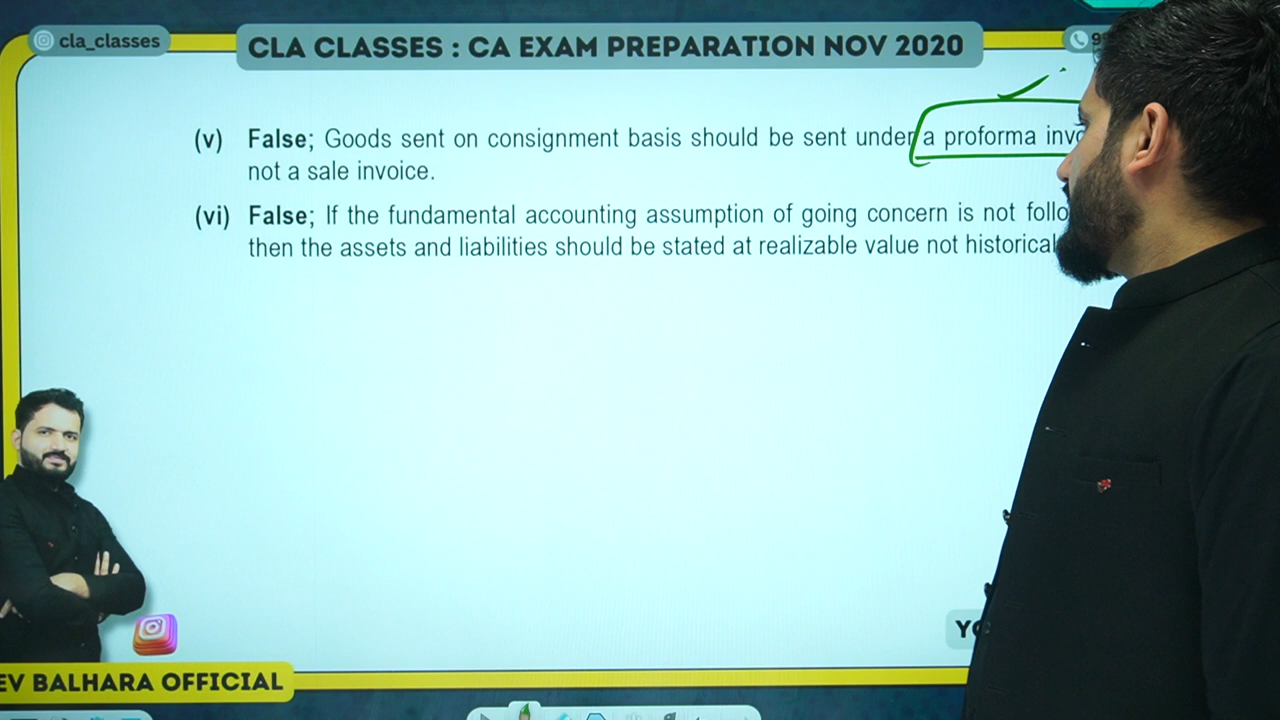 cla_classes
CLA CLASSES : CA EXAM PREPARATION NOV 2020
(v) False; Goods sent on consignment basis should be sent under a proforma
not a sale invoice.
(vi) False; If the fundamental accounting assumption of going concern is not
then the assets and liabilities should be stated at realizable value not historical
EV BALHARA OFFICIAL